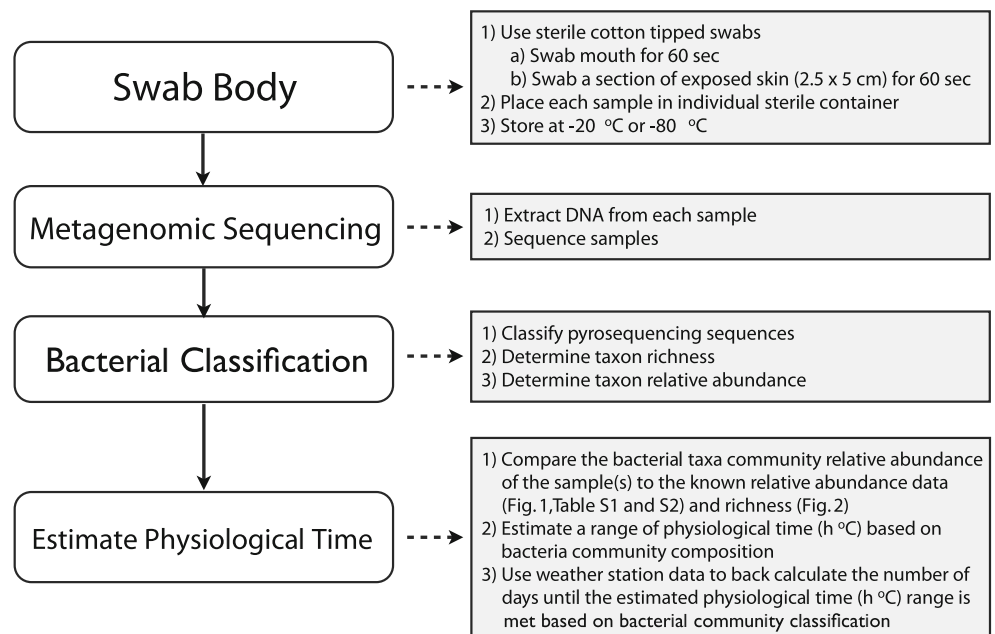 Swab Body
1) Use sterile cotton tipped swabs
a) Swab mouth for 60 sec
b) Swab a section of exposed skin (2.5 x 5 cm) for 60 sec
2) Place each sample in individual sterile container
3) Store at -20 ºC or -80 ºC
Metagenomic Sequencing
1) Extract DNA from each sample
2) Sequence samples
Bacterial Classification
1) Classify pyrosequencing sequences
2) Determine taxon richness
3) Determine taxon relative abundance
Estimate Physiological Time
1) Compare the bacterial taxa community relative abundance
of the sample(s) to the known relative abundance data
(Fig. 1,Table S1 and S2) and richness (Fig. 2)
2) Estimate a range of physiological time (h ºC) based on
bacteria community composition
3) Use weather station data to back calculate the number of
days until the estimated physiological time (h ºC) range is
met based on bacterial community classification